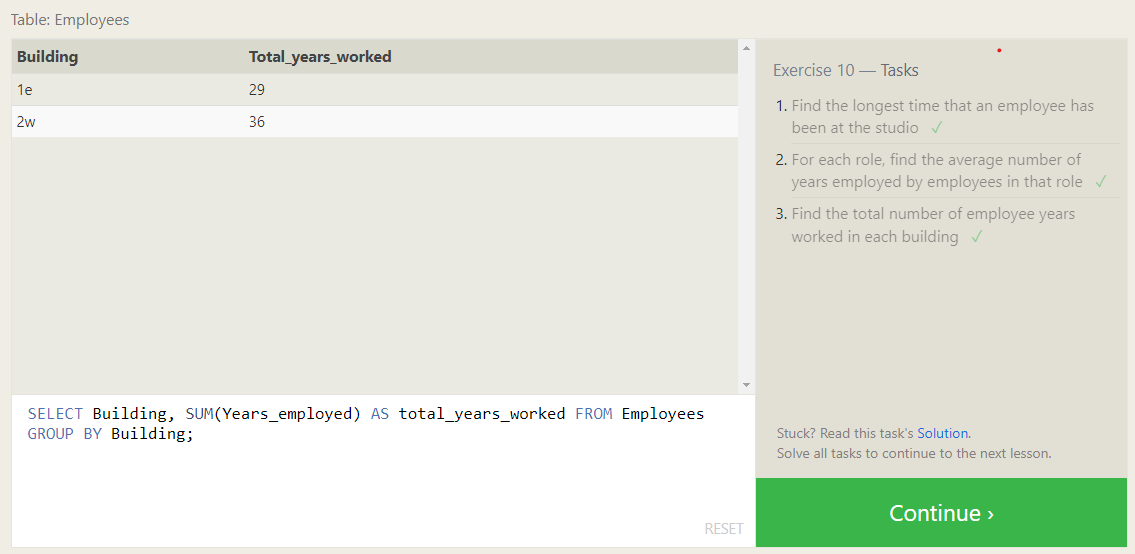 Table: Employees
Building Total_years_worked
1e 29
2w 36
SELECT Building, SUM(Years_employed) AS total_years_worked FROM Employees
GROUP BY Building;
RESET
Exercise 10 — Tasks
1. Find the longest time that an employee has
been at the studio ✓
2. For each role, find the average number of
years employed by employees in that role ✓
3. Find the total number of employee years
worked in each building ✓
Stuck? Read this task's Solution.
Solve all tasks to continue to the next lesson.
Continue ›